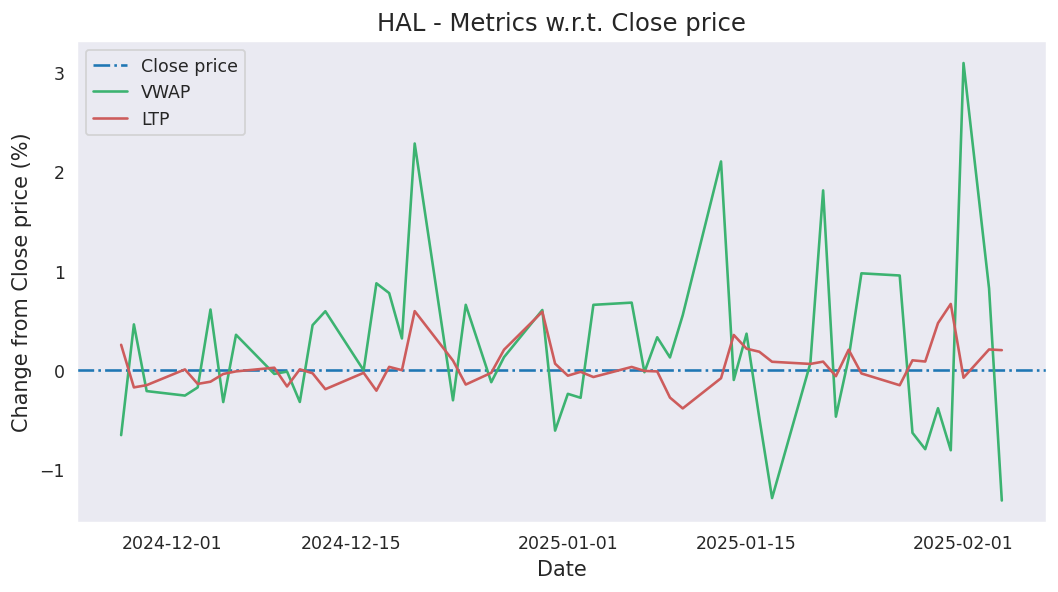 HAL - Metrics w.r.t. Close price
Close price
VWAP
LTP
Change from Close price (%)
3
2
1
0
−1
2024-12-01
2024-12-15
2025-01-01
2025-01-15
2025-02-01
Date